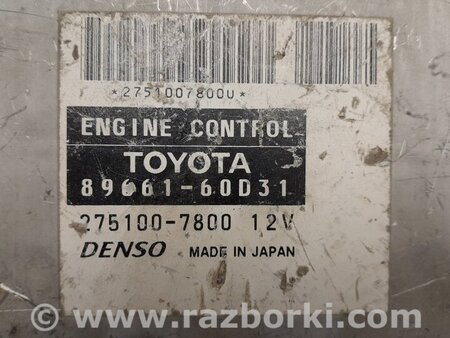 *2751007800U*
ENGINE CONTROL
TOYOTA
89661-60D31
275100-7800 12V
DENSO MADE IN JAPAN
© www.razborki.com